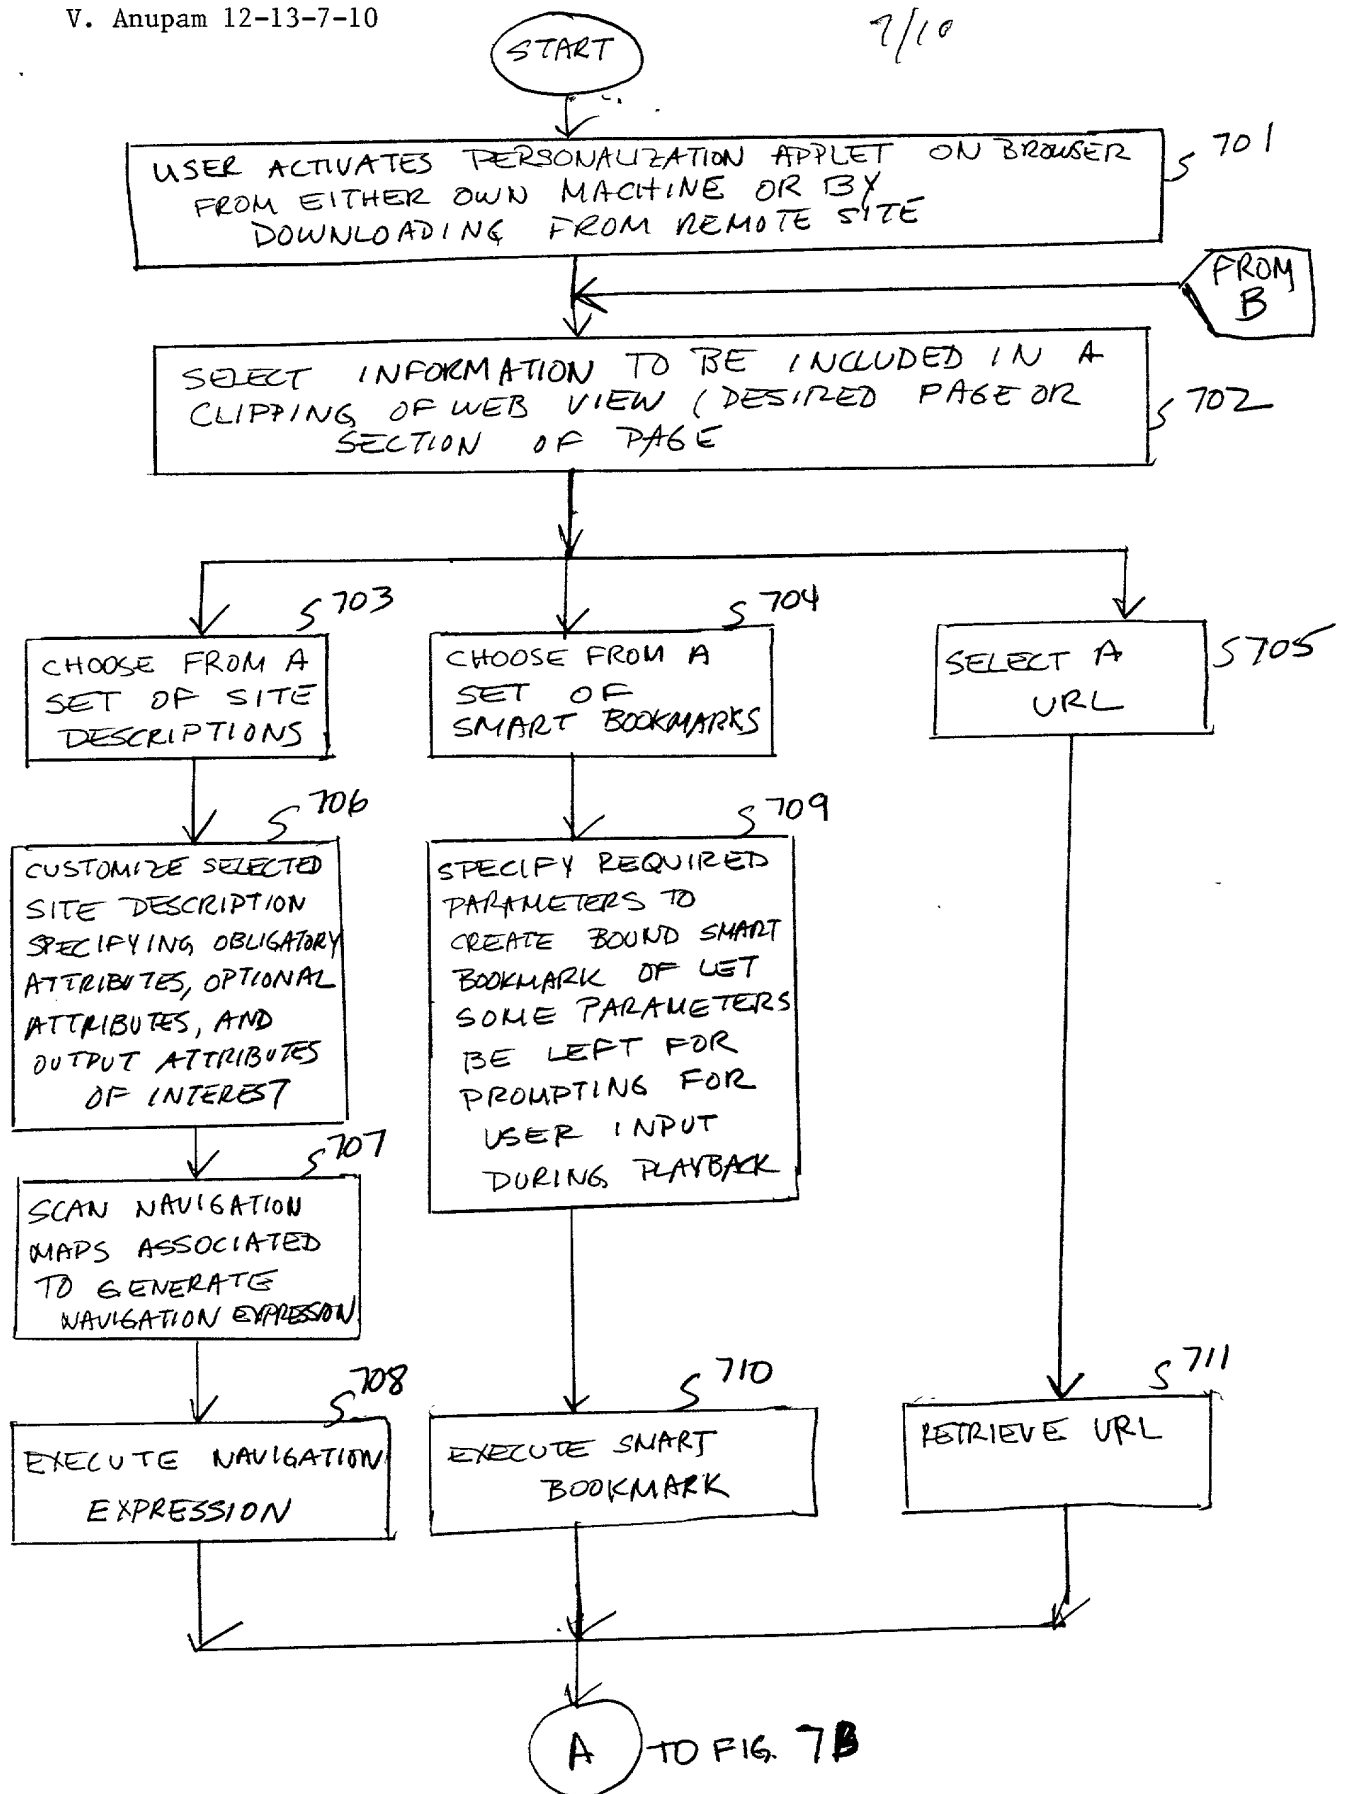 V. Anupam 12-13-7-10
7/10
START
701
USER ACTIVATES PERSONALIZATION APPLET ON BROWSER
FROM EITHER OWN MACHINE OR BY
DOWNLOADING FROM REMOTE SITE
FROM
B
702
SELECT INFORMATION TO BE INCLUDED IN A
CLIPPING OF WEB VIEW (DESIRED PAGE OR
SECTION OF PAGE
703
CHOOSE FROM A
SET OF SITE
DESCRIPTIONS
704
CHOOSE FROM A
SET OF
SMART BOOKMARKS
705
SELECT A
URL
706
CUSTOMIZE SELECTED
SITE DESCRIPTION
SPECIFYING OBLIGATORY
ATTRIBUTES, OPTIONAL
ATTRIBUTES, AND
OUTPUT ATTRIBUTES
OF INTEREST
709
SPECIFY REQUIRED
PARAMETERS TO
CREATE BOUND SMART
BOOKMARK OF LET
SOME PARAMETERS
BE LEFT FOR
PROMPTING FOR
USER INPUT
DURING PLAYBACK
707
SCAN NAVIGATION
MAPS ASSOCIATED
TO GENERATE
NAVIGATION EXPRESSON
708
EXECUTE NAVIGATION
EXPRESSION
710
EXECUTE SMART
BOOKMARK
711
RETRIEVE URL
A
TO FIG. 7B